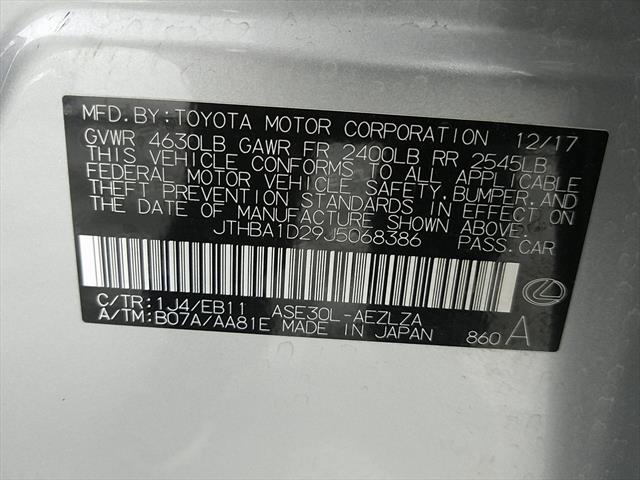 MFD.BY:TOYOTA MOTOR CORPORATION 12/17
GVWR 4630LB GAWR FR 2400LB RR 2545LB
THIS VEHICLE CONFORMS TO ALL APPLICABLE
FEDERAL MOTOR VEHICLE SAFETY,BUMPER,AND
THEFT PREVENTION STANDARDS IN EFFECT ON
THE DATE OF MANUFACTURE SHOWN ABOVE.
JTHBA1D29J5068386 PASS.CAR
C/TR:1J4/EB11 ASE30L-AEZLZA
A/TM:B07A/AA81E MADE IN JAPAN 860 A